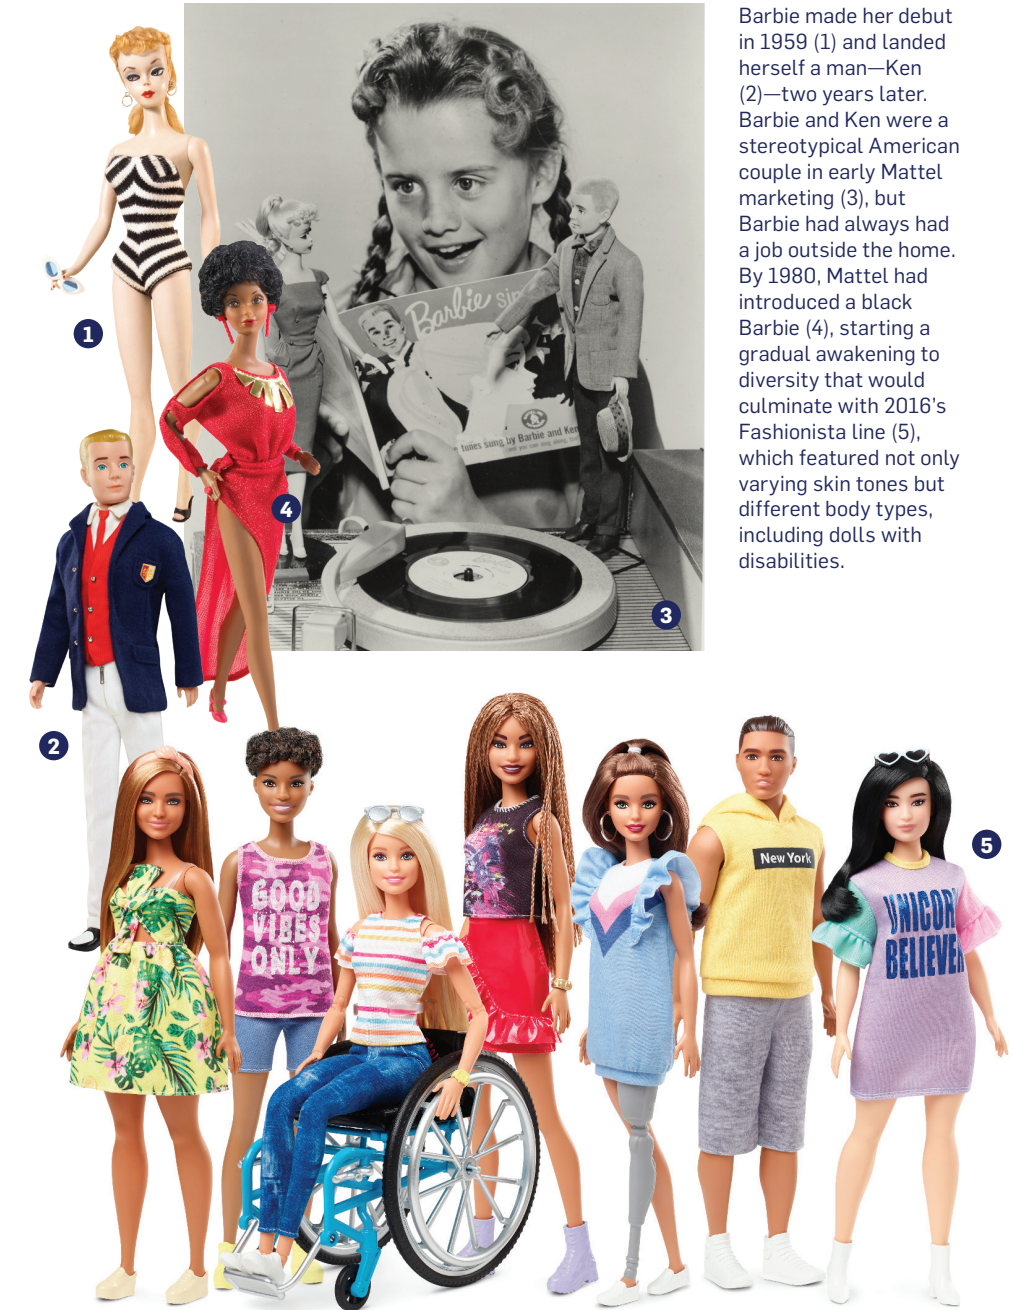 Barbie made her debut
in 1959 (1) and landed
herself a man—Ken
(2)—two years later.
Barbie and Ken were a
stereotypical American
couple in early Mattel
marketing (3), but
Barbie had always had
a job outside the home.
By 1980, Mattel had
introduced a black
Barbie (4), starting a
gradual awakening to
diversity that would
culminate with 2016's
Fashionista line (5),
which featured not only
varying skin tones but
different body types,
including dolls with
disabilities.
1
Barbie
tunes sung by Barbie and Ken
4
3
2
5
New York
GOOD
VIBES
ONLY
UNICOR
BELIEVER